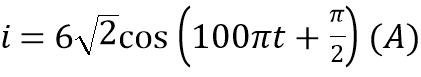 i = 6√2cos (100πt + π/2) (A)